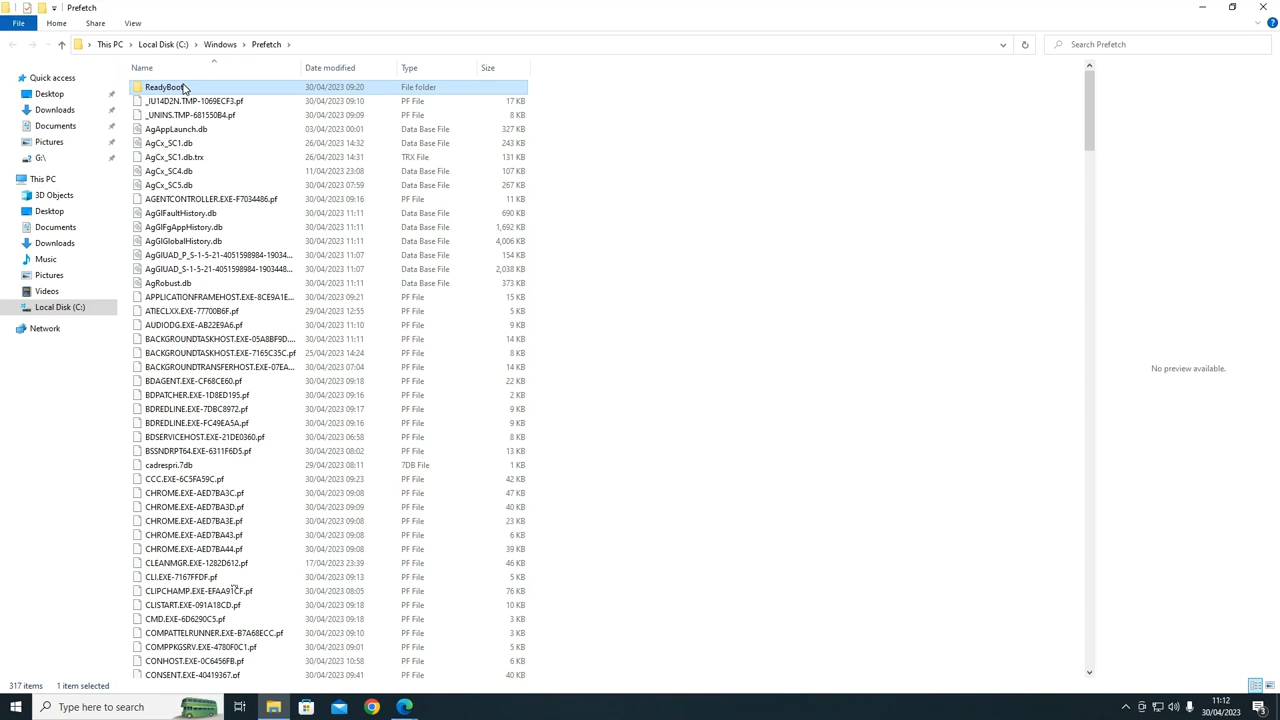 Prefetch
File
Home
Share
View
This PC
Local Disk (C:)
Windows
Prefetch
Search Prefetch
Name
Date modified
Type
Size
Quick access
Desktop
Downloads
Documents
Pictures
G:\
This PC
3D Objects
Desktop
Documents
Downloads
Music
Pictures
Videos
Local Disk (C:)
Network
ReadyBoot 30/04/2023 09:20 File folder
_IU14D2N.TMP-1069ECF3.pf 30/04/2023 09:10 PF File 17 KB
_UNINS.TMP-681550B4.pf 30/04/2023 09:09 PF File 8 KB
AgAppLaunch.db 03/04/2023 00:01 Data Base File 327 KB
AgCx_SC1.db 26/04/2023 14:32 Data Base File 243 KB
AgCx_SC1.db.trx 26/04/2023 14:31 TRX File 131 KB
AgCx_SC4.db 11/04/2023 23:08 Data Base File 107 KB
AgCx_SC5.db 30/04/2023 07:59 Data Base File 267 KB
AGENTCONTROLLER.EXE-F7034486.pf 30/04/2023 09:16 PF File 11 KB
AgGlFaultHistory.db 30/04/2023 11:11 Data Base File 690 KB
AgGlFgAppHistory.db 30/04/2023 11:11 Data Base File 1,692 KB
AgGlGlobalHistory.db 30/04/2023 11:11 Data Base File 4,006 KB
AgGlUAD_P_S-1-5-21-4051598984-19034... 30/04/2023 11:07 Data Base File 154 KB
AgGlUAD_S-1-5-21-4051598984-1903448... 30/04/2023 11:07 Data Base File 2,038 KB
AgRobust.db 30/04/2023 11:11 Data Base File 373 KB
APPLICATIONFRAMEHOST.EXE-8CE9A1E... 30/04/2023 09:21 PF File 15 KB
ATIECLXX.EXE-77700B6F.pf 29/04/2023 12:55 PF File 5 KB
AUDIODG.EXE-AB22E9A6.pf 30/04/2023 11:10 PF File 9 KB
BACKGROUNDTASKHOST.EXE-05A8BF9D.... 30/04/2023 11:11 PF File 14 KB
BACKGROUNDTASKHOST.EXE-7165C35C.pf 25/04/2023 14:24 PF File 8 KB
BACKGROUNDTRANSFERHOST.EXE-07EA... 30/04/2023 07:04 PF File 14 KB
BDAGENT.EXE-CF68CE60.pf 30/04/2023 09:18 PF File 22 KB
BDPATCHER.EXE-1D8ED195.pf 30/04/2023 09:16 PF File 2 KB
BDREDLINE.EXE-7DBC8972.pf 30/04/2023 09:17 PF File 9 KB
BDREDLINE.EXE-FC49EA5A.pf 30/04/2023 09:16 PF File 9 KB
BDSERVICEHOST.EXE-21DE0360.pf 30/04/2023 06:58 PF File 8 KB
BSSNDRPT64.EXE-6311F6D5.pf 30/04/2023 08:02 PF File 13 KB
cadrespri.7db 29/04/2023 08:11 7DB File 1 KB
CCC.EXE-6C5FA59C.pf 30/04/2023 09:23 PF File 42 KB
CHROME.EXE-AED7BA3C.pf 30/04/2023 09:08 PF File 47 KB
CHROME.EXE-AED7BA3D.pf 30/04/2023 09:09 PF File 40 KB
CHROME.EXE-AED7BA3E.pf 30/04/2023 09:08 PF File 23 KB
CHROME.EXE-AED7BA43.pf 30/04/2023 09:08 PF File 6 KB
CHROME.EXE-AED7BA44.pf 30/04/2023 09:08 PF File 39 KB
CLEANMGR.EXE-1282D612.pf 17/04/2023 23:39 PF File 46 KB
CLI.EXE-7167FFDF.pf 30/04/2023 09:13 PF File 5 KB
CLIPCHAMP.EXE-EFAA91CF.pf 30/04/2023 08:05 PF File 76 KB
CLISTART.EXE-091A18CD.pf 30/04/2023 09:18 PF File 10 KB
CMD.EXE-6D6290C5.pf 30/04/2023 09:18 PF File 3 KB
COMPATTELRUNNER.EXE-B7A68ECC.pf 30/04/2023 09:10 PF File 3 KB
COMPPKGSRV.EXE-4780F0C1.pf 30/04/2023 09:01 PF File 5 KB
CONHOST.EXE-0C6456FB.pf 30/04/2023 10:58 PF File 6 KB
CONSENT.EXE-40419367.pf 30/04/2023 09:41 PF File 40 KB
No preview available.
317 items
1 item selected
Type here to search
11:12
30/04/2023
3